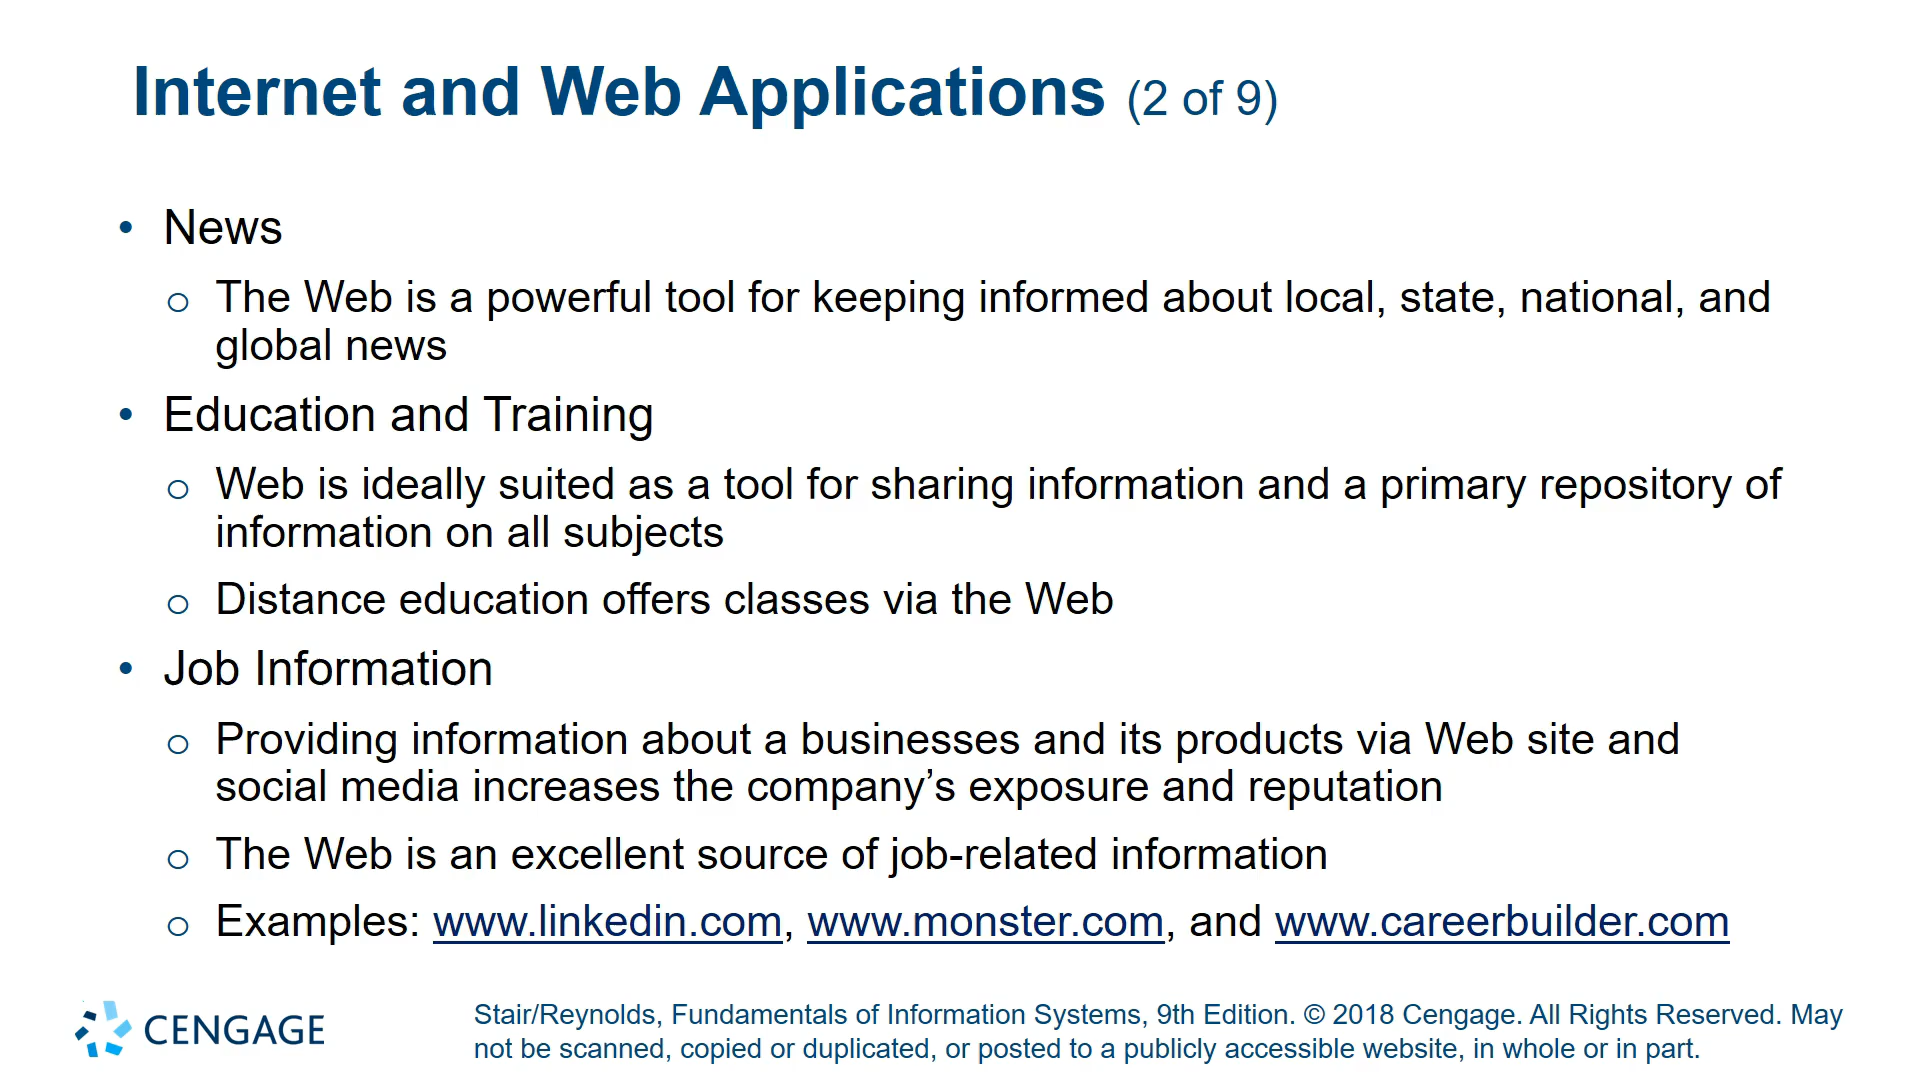 Internet and Web Applications (2 of 9)
• News
o The Web is a powerful tool for keeping informed about local, state, national, and
global news
• Education and Training
o Web is ideally suited as a tool for sharing information and a primary repository of
information on all subjects
o Distance education offers classes via the Web
• Job Information
o Providing information about a businesses and its products via Web site and
social media increases the company’s exposure and reputation
o The Web is an excellent source of job-related information
o Examples: www.linkedin.com, www.monster.com, and www.careerbuilder.com
CENGAGE
Stair/Reynolds, Fundamentals of Information Systems, 9th Edition. © 2018 Cengage. All Rights Reserved. May
not be scanned, copied or duplicated, or posted to a publicly accessible website, in whole or in part.